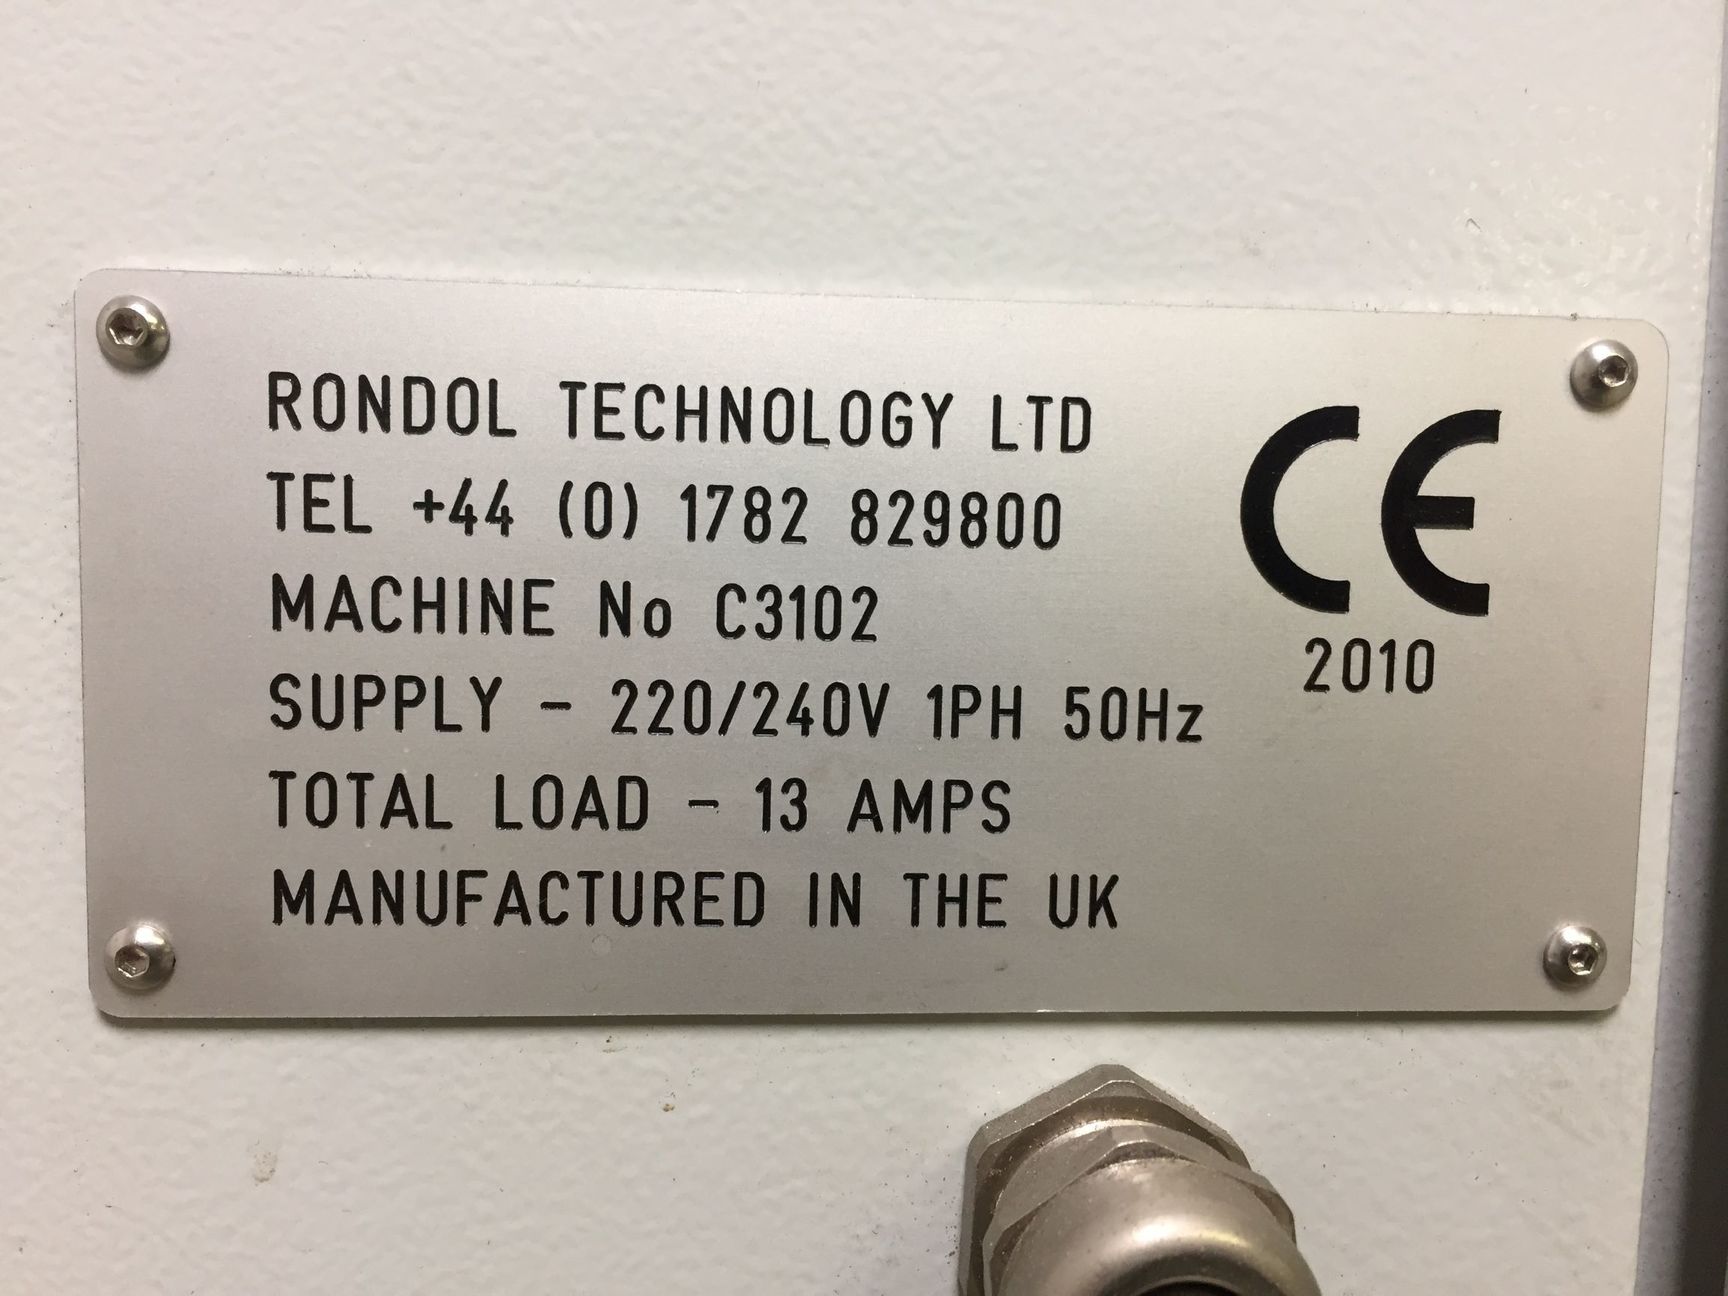 RONDOL TECHNOLOGY LTD
TEL +44 (0) 1782 829800
MACHINE No C3102
SUPPLY - 220/240V 1PH 50Hz
TOTAL LOAD - 13 AMPS
MANUFACTURED IN THE UK
CE
2010